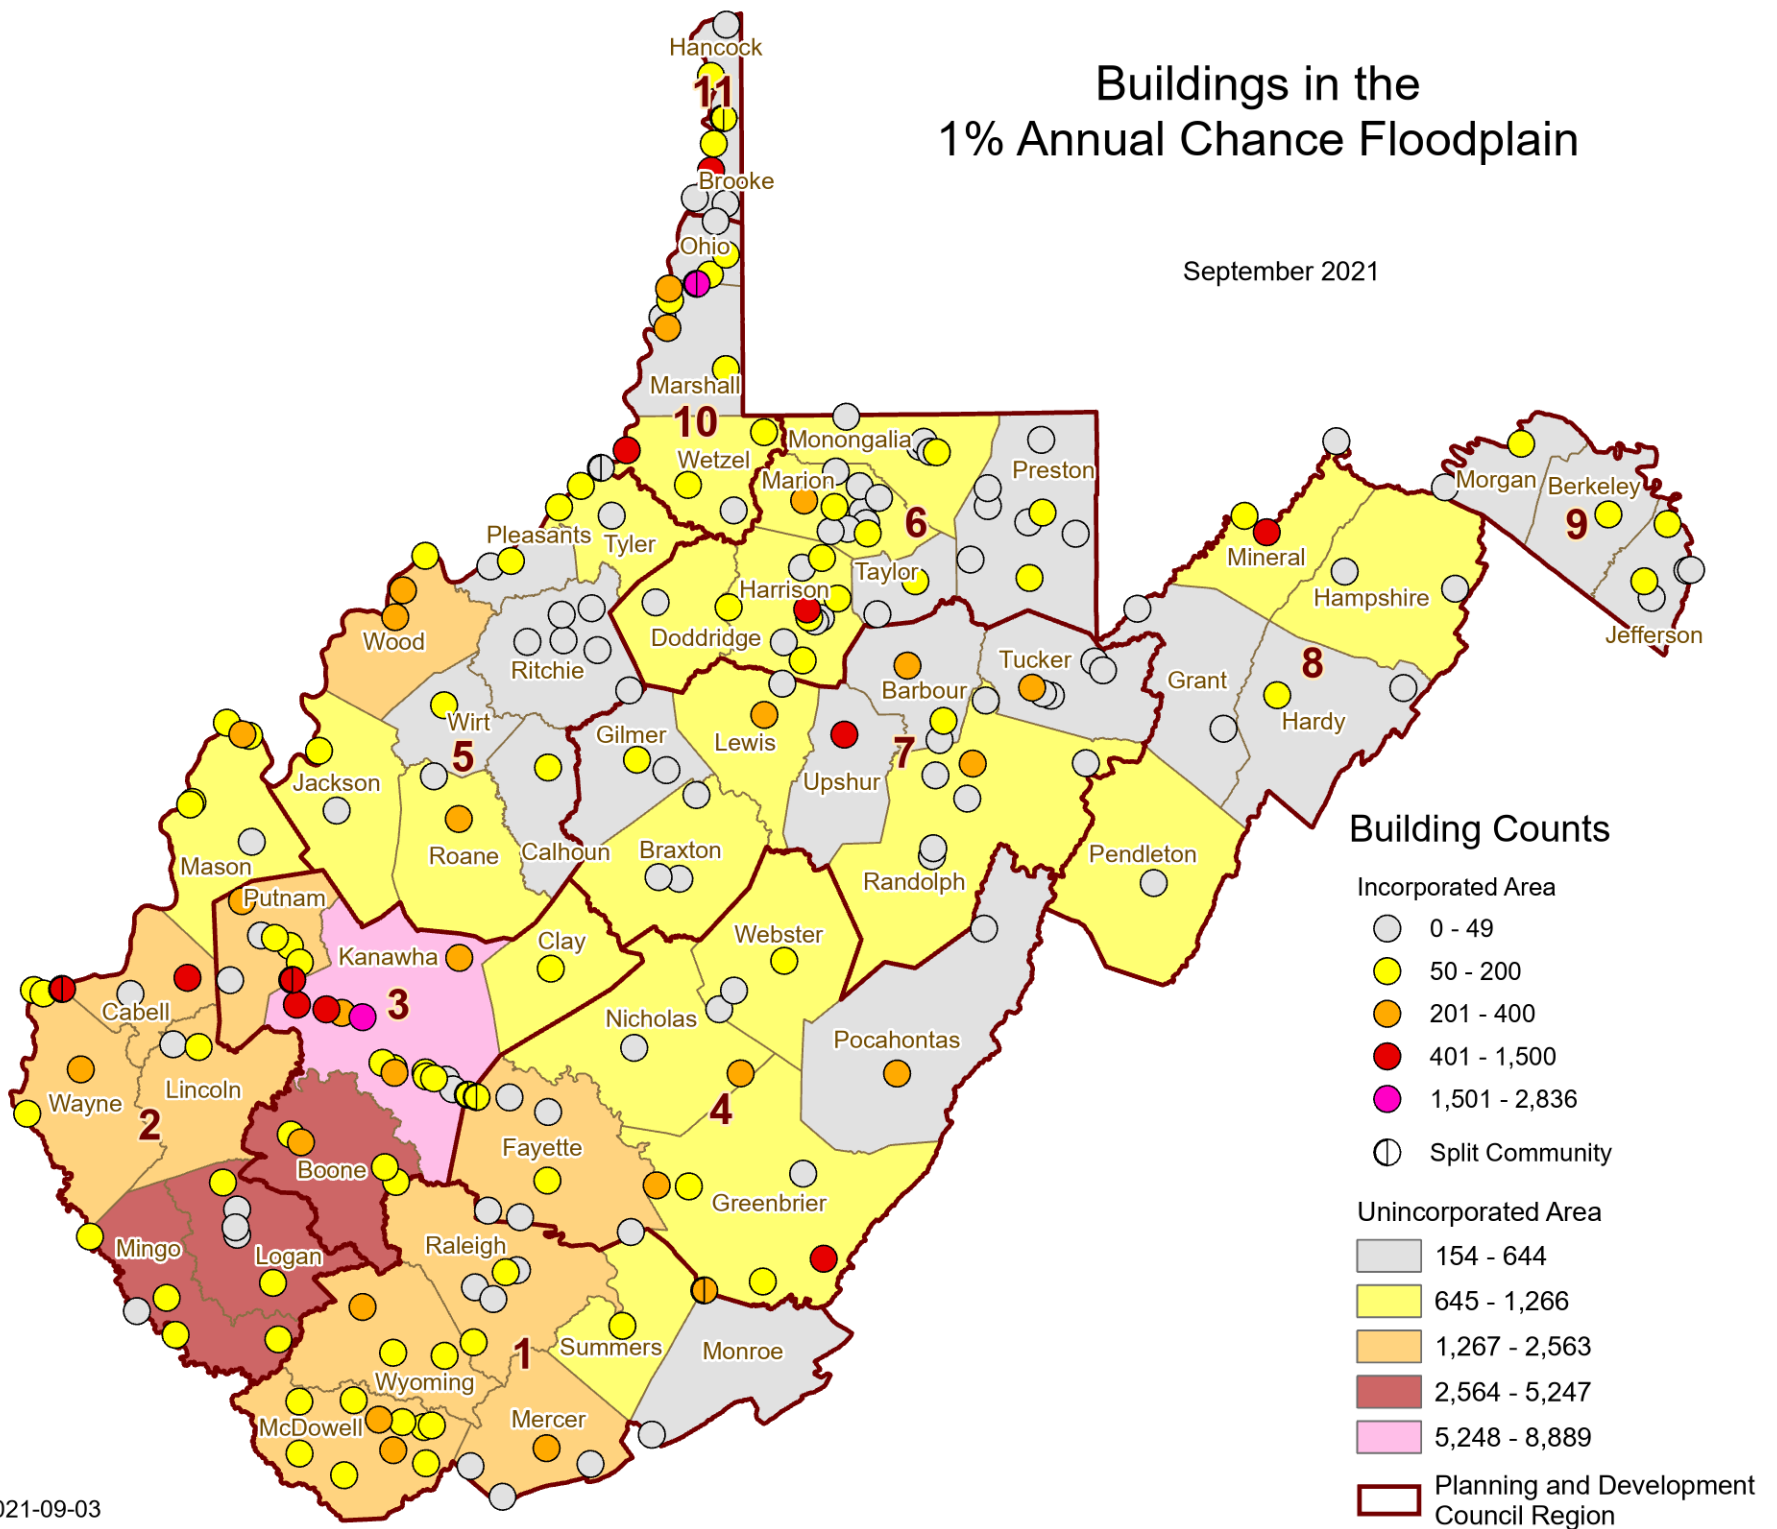 Buildings in the
1% Annual Chance Floodplain
September 2021
Hancock
11
Brooke
Ohio
Marshall
10
Wetzel
Monongalia
Marion
Preston
6
Morgan
Berkeley
9
Pleasants
Tyler
Taylor
Mineral
Harrison
Hampshire
Jefferson
Wood
Doddridge
Ritchie
Tucker
8
Barbour
Grant
Wirt
Hardy
Gilmer
Lewis
5
7
Jackson
Upshur
Calhoun
Braxton
Roane
Mason
Randolph
Pendleton
Putnam
Clay
Webster
Kanawha
3
Cabell
Nicholas
Pocahontas
Lincoln
Wayne
2
4
Fayette
Boone
Greenbrier
Mingo
Logan
Raleigh
1
Summers
Monroe
Wyoming
McDowell
Mercer
Building Counts
Incorporated Area
0 - 49
50 - 200
201 - 400
401 - 1,500
1,501 - 2,836
Split Community
Unincorporated Area
154 - 644
645 - 1,266
1,267 - 2,563
2,564 - 5,247
5,248 - 8,889
Planning and Development
Council Region
021-09-03